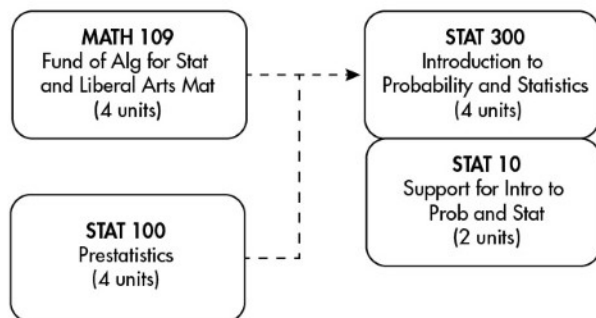 MATH 109
Fund of Alg for Stat
and Liberal Arts Mat
(4 units)
STAT 100
Prestatistics
(4 units)
STAT 300
Introduction to
Probability and Statistics
(4 units)
STAT 10
Support for Intro to
Prob and Stat
(2 units)